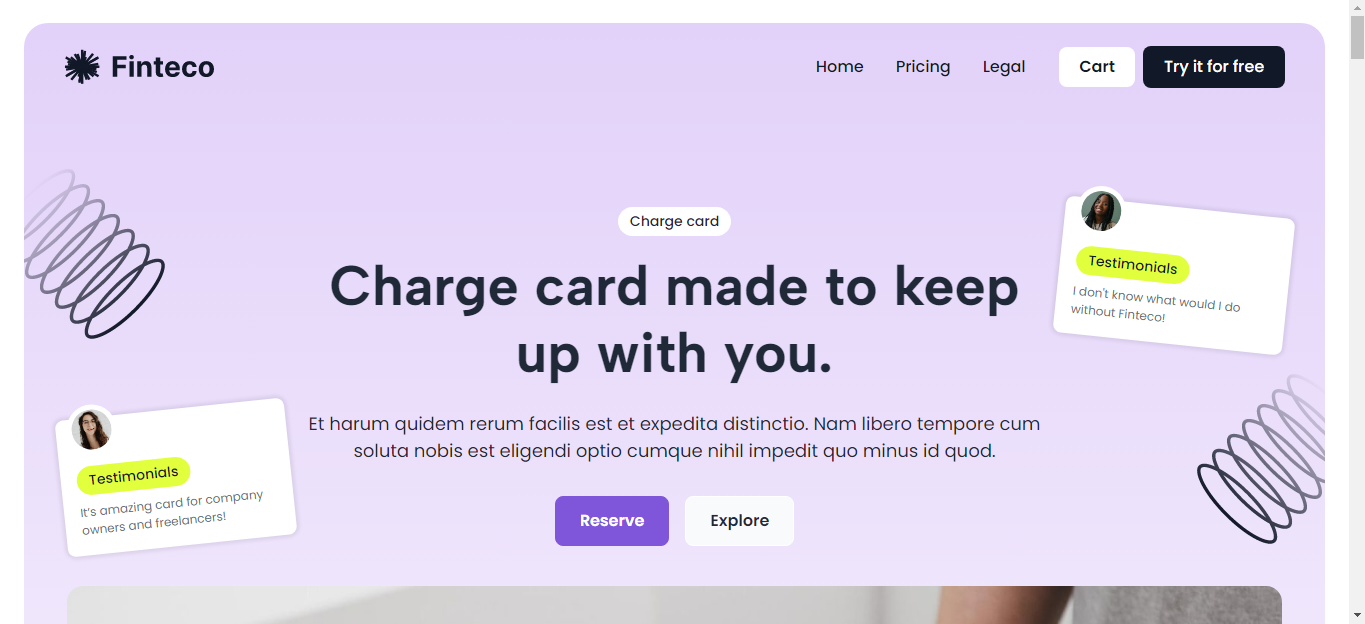 Finteco
Home
Pricing
Legal
Cart
Try it for free
Charge card
Charge card made to keep
up with you.
Et harum quidem rerum facilis est et expedita distinctio. Nam libero tempore cum
soluta nobis est eligendi optio cumque nihil impedit quo minus id quod.
Reserve
Explore
Testimonials
I don't know what would I do
without Finteco!
Testimonials
It's amazing card for company
owners and freelancers!